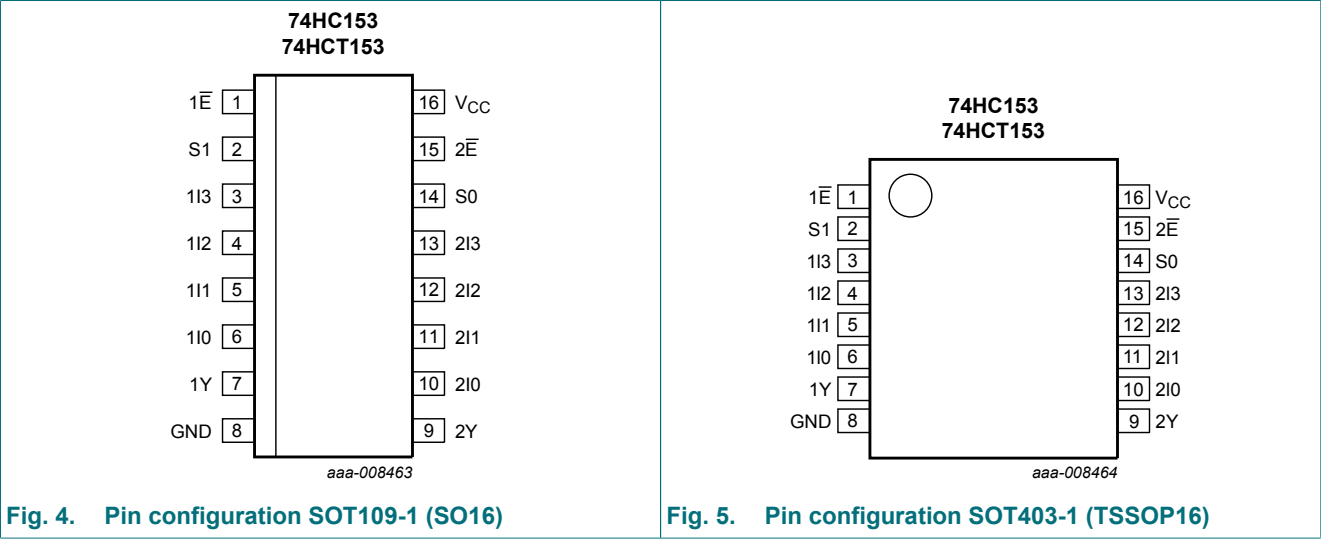 74HC153
74HCT153
1E̅ 1 16 VCC
S1 2 15 2E̅
1I3 3 14 S0
1I2 4 13 2I3
1I1 5 12 2I2
1I0 6 11 2I1
1Y 7 10 2I0
GND 8 9 2Y
aaa-008463
Fig. 4. Pin configuration SOT109-1 (SO16)
74HC153
74HCT153
1E̅ 1 16 VCC
S1 2 15 2E̅
1I3 3 14 S0
1I2 4 13 2I3
1I1 5 12 2I2
1I0 6 11 2I1
1Y 7 10 2I0
GND 8 9 2Y
aaa-008464
Fig. 5. Pin configuration SOT403-1 (TSSOP16)